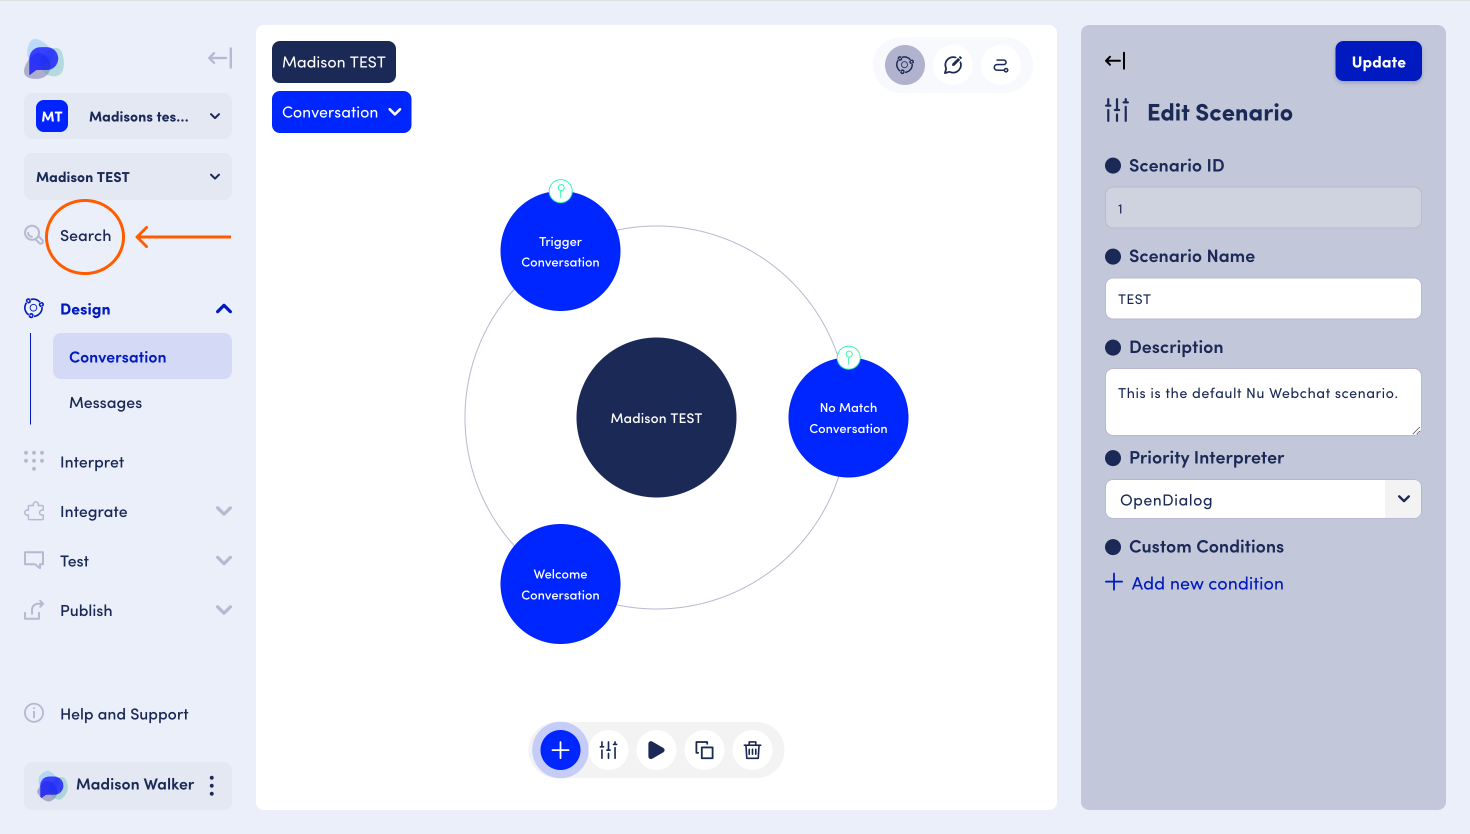 MT
Madisons tes...
Madison TEST
Search
Design
Conversation
Messages
Interpret
Integrate
Test
Publish
Help and Support
Madison Walker
Madison TEST
Conversation
Trigger
Conversation
Madison TEST
No Match
Conversation
Welcome
Conversation
Update
Edit Scenario
Scenario ID
1
Scenario Name
TEST
Description
This is the default Nu Webchat scenario.
Priority Interpreter
OpenDialog
Custom Conditions
Add new condition